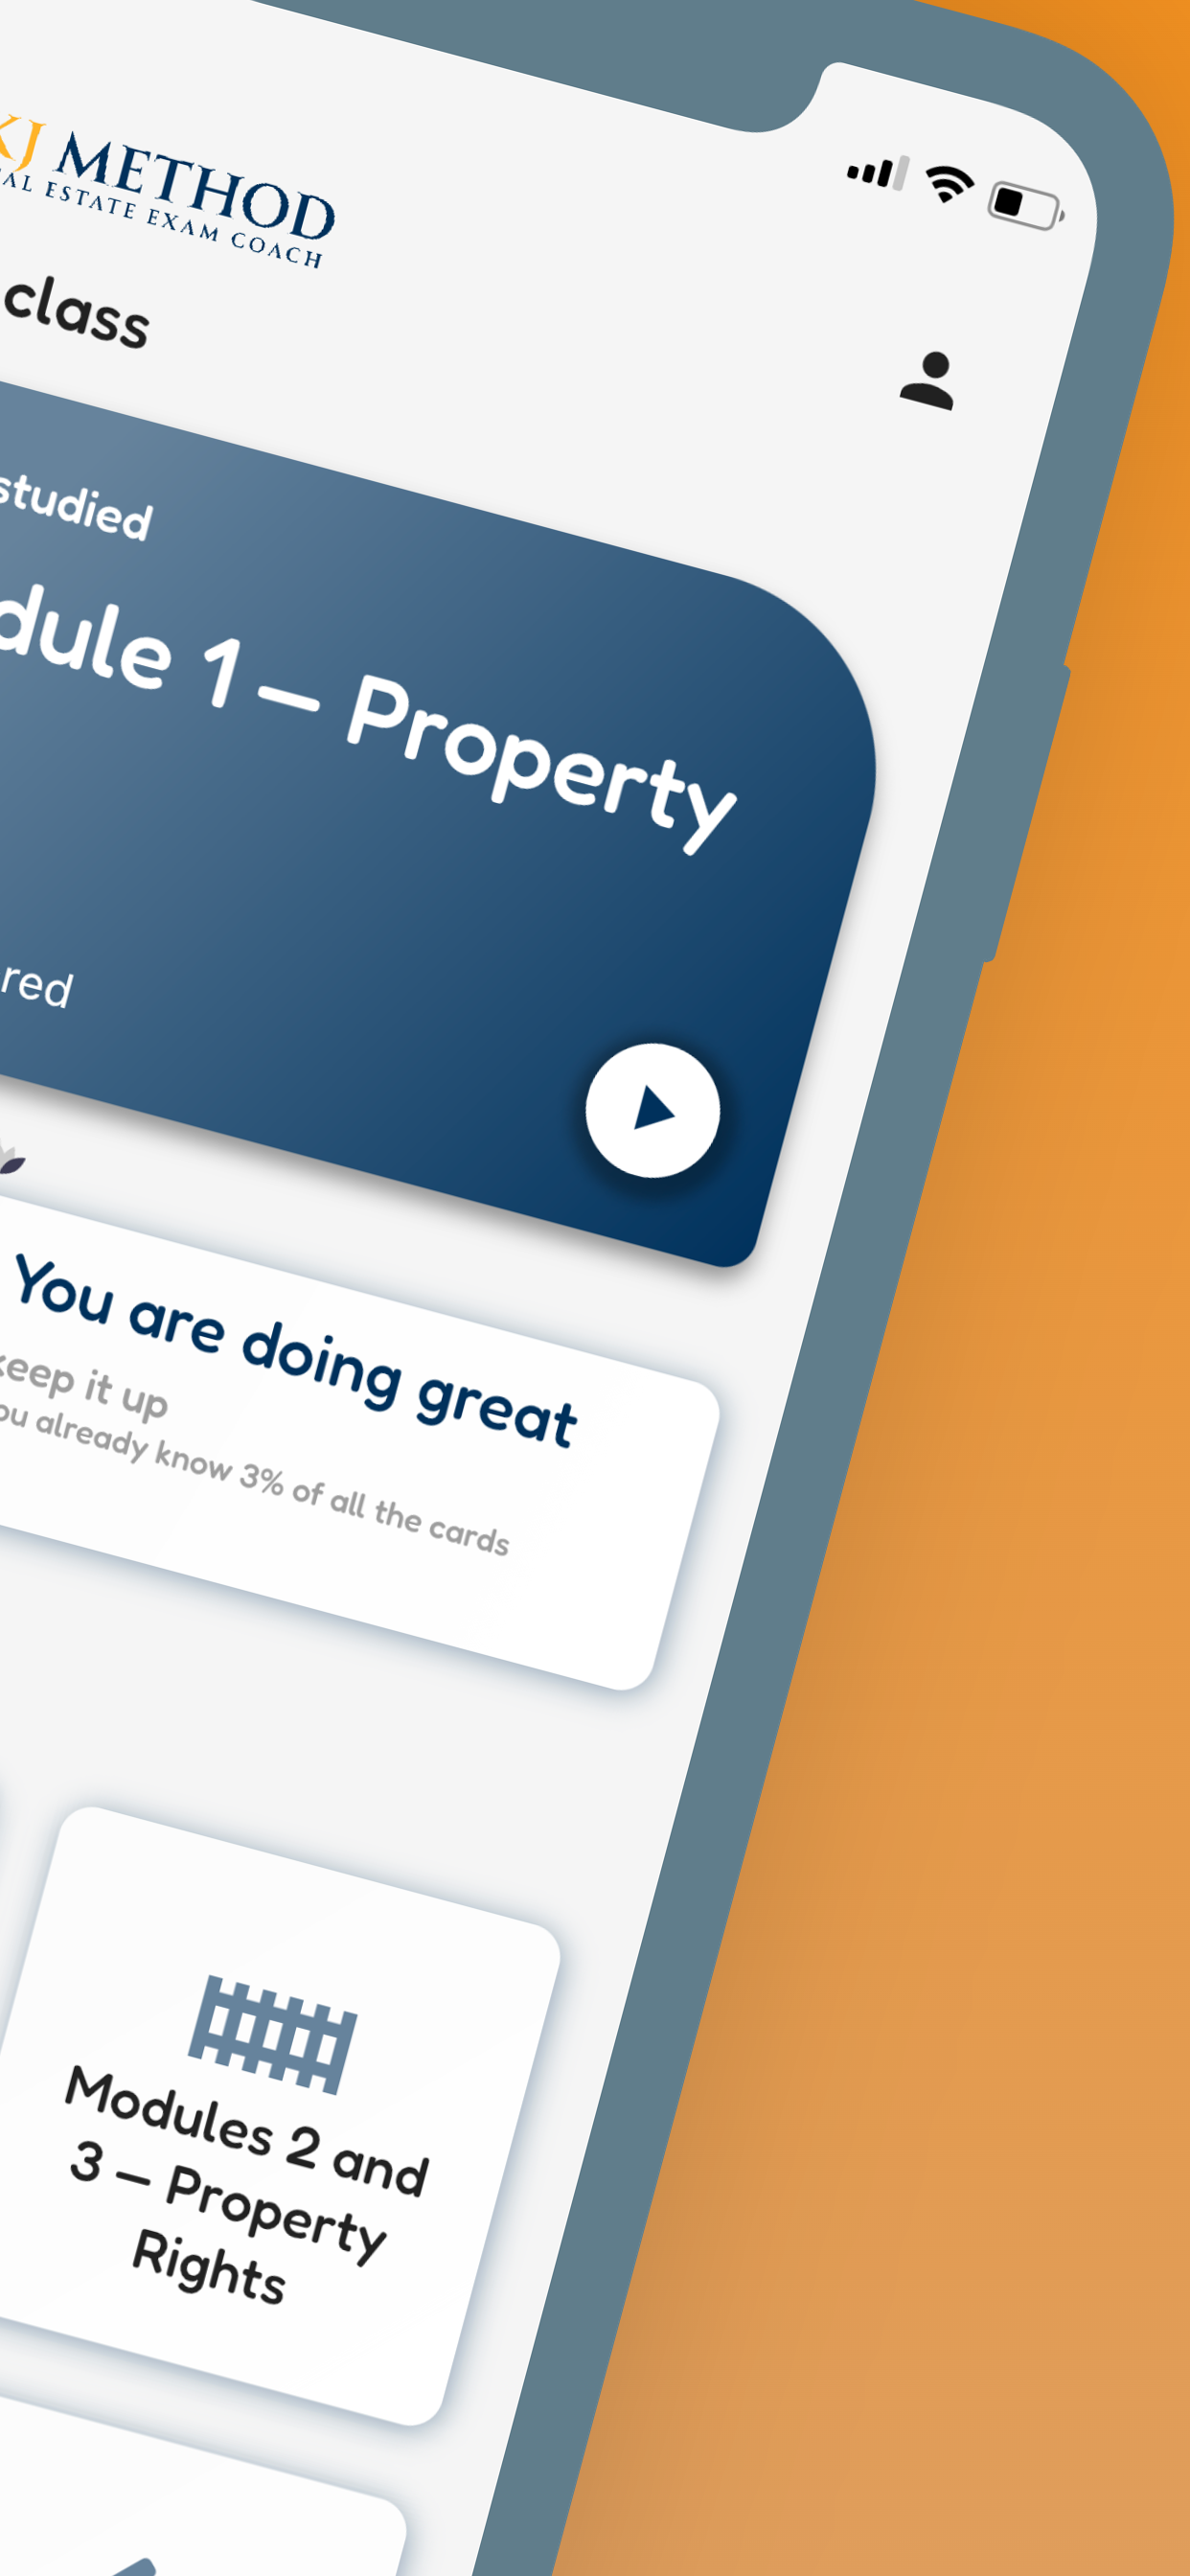 KJ METHOD
AL ESTATE EXAM COACH
class
studied
dule 1 – Property
red
You are doing great
keep it up
ou already know 3% of all the cards
Modules 2 and
3 – Property
Rights